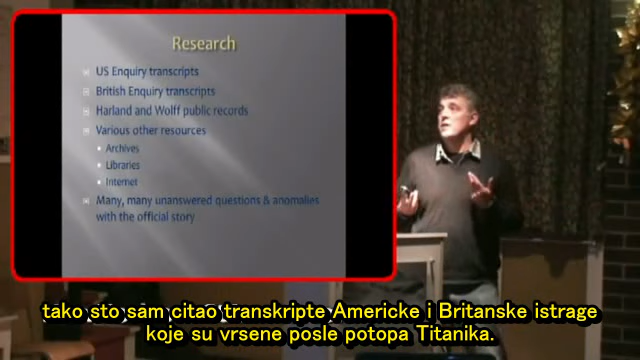 Research
US Enquiry transcripts
British Enquiry transcripts
Harland and Wolff public records
Various other resources
Archives
Libraries
Internet
Many, many unanswered questions & anomalies
with the official story
tako sto sam citao transkripte Americke i Britanske istrage
koje su vrsene posle potopa Titanika.